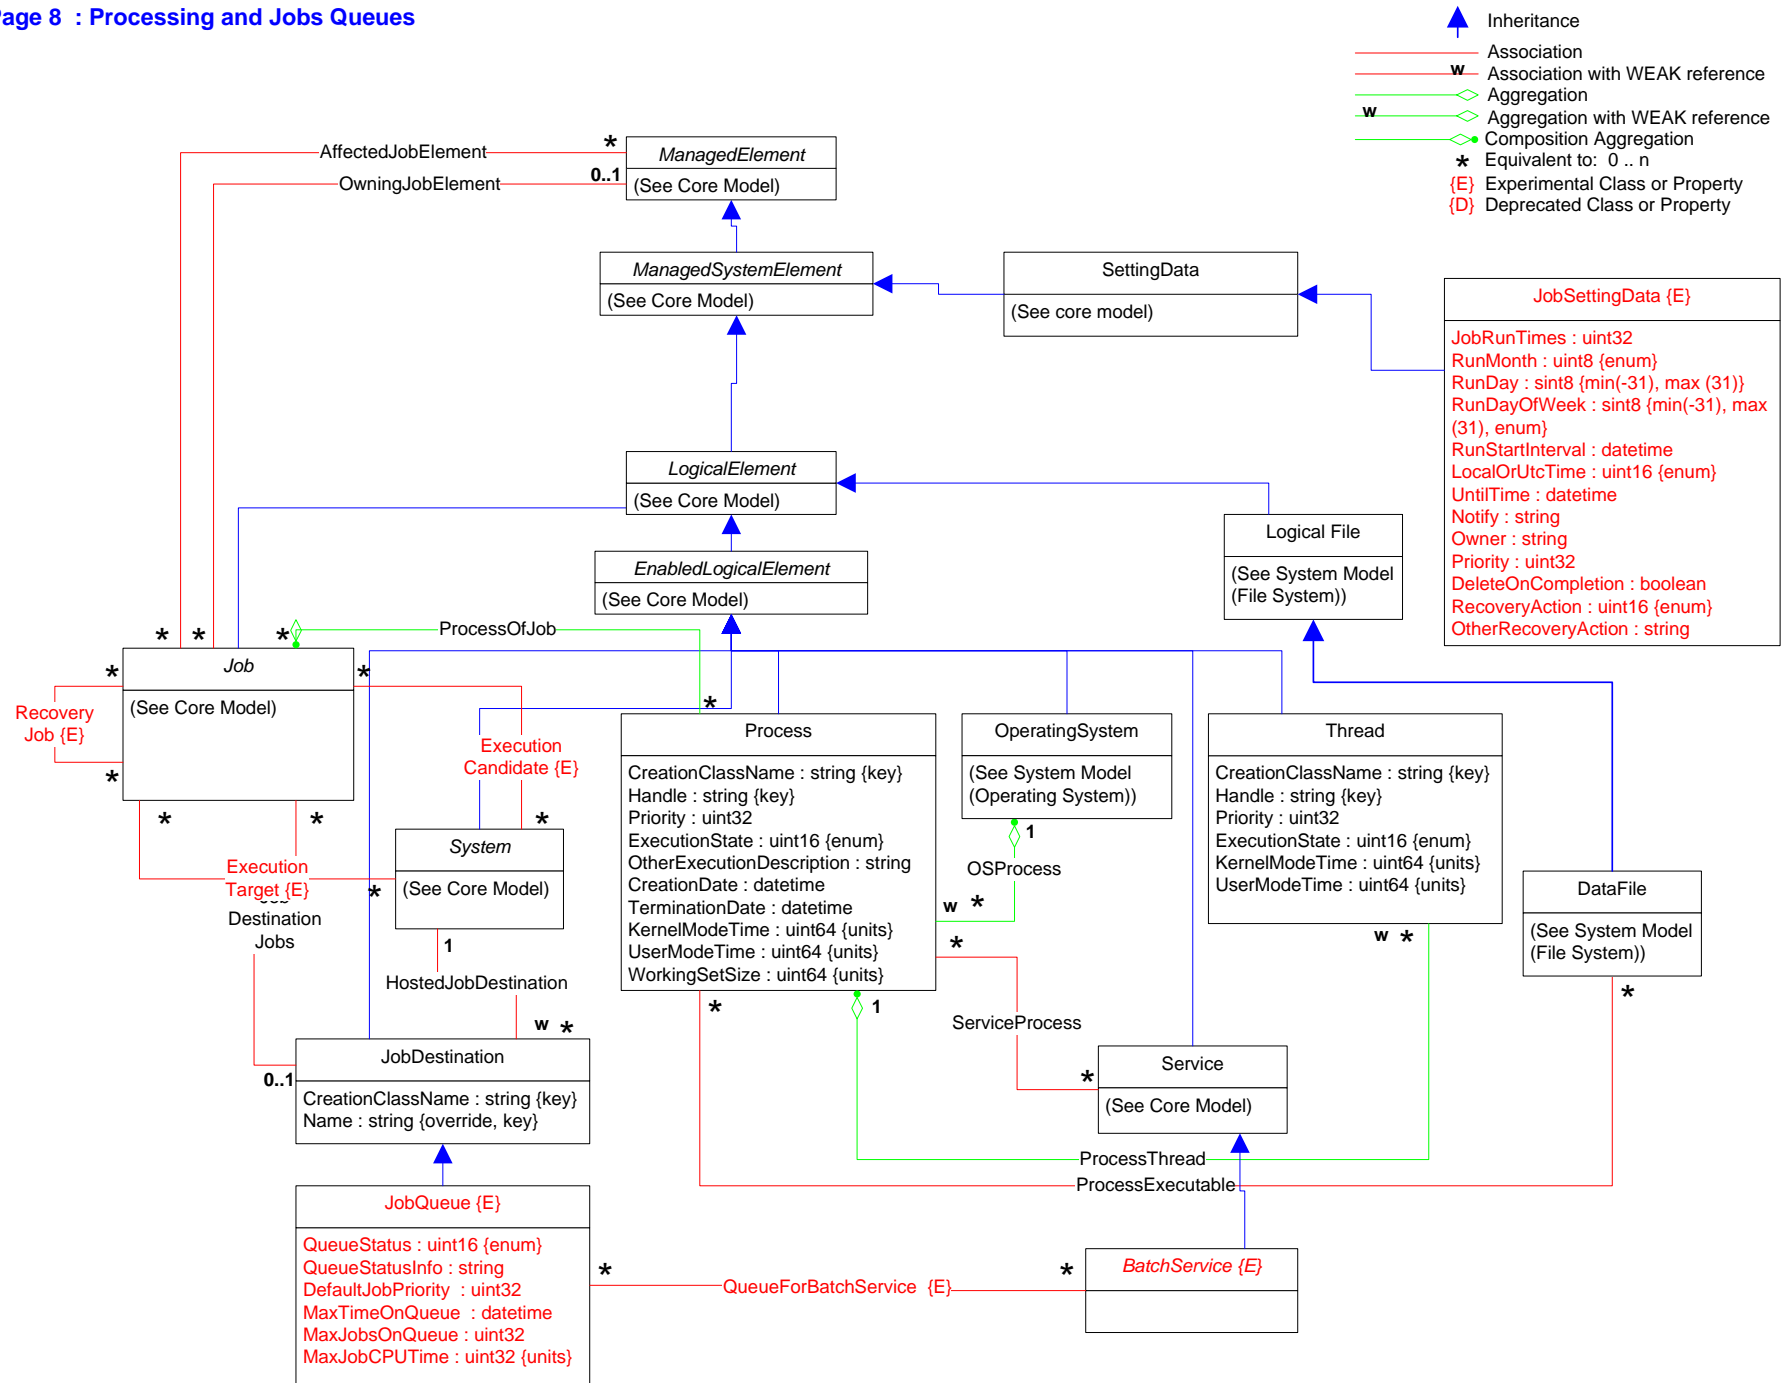 Page 8 : Processing and Jobs Queues
Inheritance
Association
w
Association with WEAK reference
Aggregation
w
Aggregation with WEAK reference
Composition Aggregation
* Equivalent to: 0 .. n
{E} Experimental Class or Property
{D} Deprecated Class or Property
AffectedJobElement
*
OwningJobElement
0..1
ManagedElement
(See Core Model)
ManagedSystemElement
(See Core Model)
SettingData
(See core model)
JobSettingData {E}
JobRunTimes : uint32
RunMonth : uint8 {enum}
RunDay : sint8 {min(-31), max (31)}
RunDayOfWeek : sint8 {min(-31), max
(31), enum}
RunStartInterval : datetime
LocalOrUtcTime : uint16 {enum}
UntilTime : datetime
Notify : string
Owner : string
Priority : uint32
DeleteOnCompletion : boolean
RecoveryAction : uint16 {enum}
OtherRecoveryAction : string
LogicalElement
(See Core Model)
Logical File
(See System Model
(File System))
EnabledLogicalElement
(See Core Model)
* * *
ProcessOfJob
*
Job
(See Core Model)
* *
Recovery
Job {E}
*
* *
Execution
Candidate {E}
*
Process
CreationClassName : string {key}
Handle : string {key}
Priority : uint32
ExecutionState : uint16 {enum}
OtherExecutionDescription : string
CreationDate : datetime
TerminationDate : datetime
KernelModeTime : uint64 {units}
UserModeTime : uint64 {units}
WorkingSetSize : uint64 {units}
OperatingSystem
(See System Model
(Operating System))
1
OSProcess
w *
Thread
CreationClassName : string {key}
Handle : string {key}
Priority : uint32
ExecutionState : uint16 {enum}
KernelModeTime : uint64 {units}
UserModeTime : uint64 {units}
w *
DataFile
(See System Model
(File System))
*
System
(See Core Model)
Execution
Target {E}
*
Job
Destination
Jobs
1
HostedJobDestination
w *
*
ServiceProcess
*
* 1
0..1
JobDestination
CreationClassName : string {key}
Name : string {override, key}
Service
(See Core Model)
ProcessThread
ProcessExecutable
JobQueue {E}
QueueStatus : uint16 {enum}
QueueStatusInfo : string
DefaultJobPriority : uint32
MaxTimeOnQueue : datetime
MaxJobsOnQueue : uint32
MaxJobCPUTime : uint32 {units}
*
QueueForBatchService {E}
*
BatchService {E}